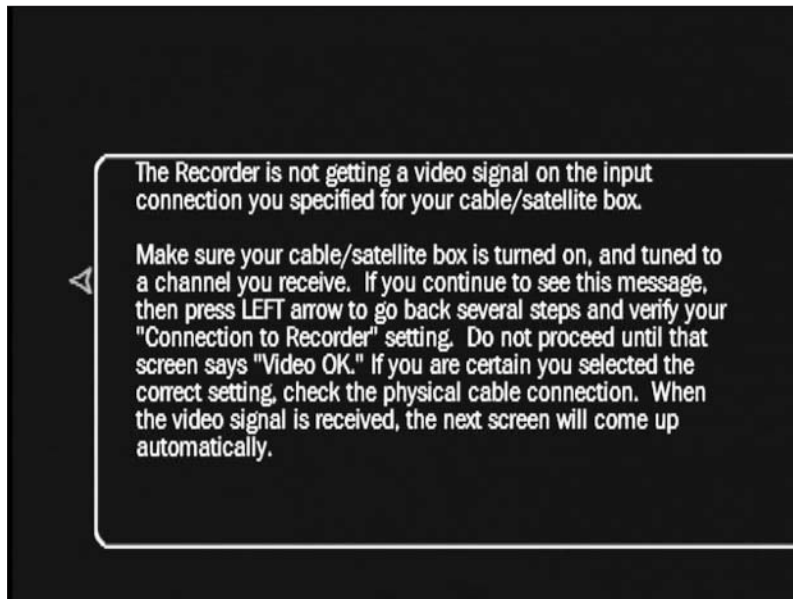 The Recorder is not getting a video signal on the input
connection you specified for your cable/satellite box.
Make sure your cable/satellite box is turned on, and tuned to
a channel you receive.  If you continue to see this message,
then press LEFT arrow to go back several steps and verify your
"Connection to Recorder" setting.  Do not proceed until that
screen says "Video OK." If you are certain you selected the
correct setting, check the physical cable connection.  When
the video signal is received, the next screen will come up
automatically.